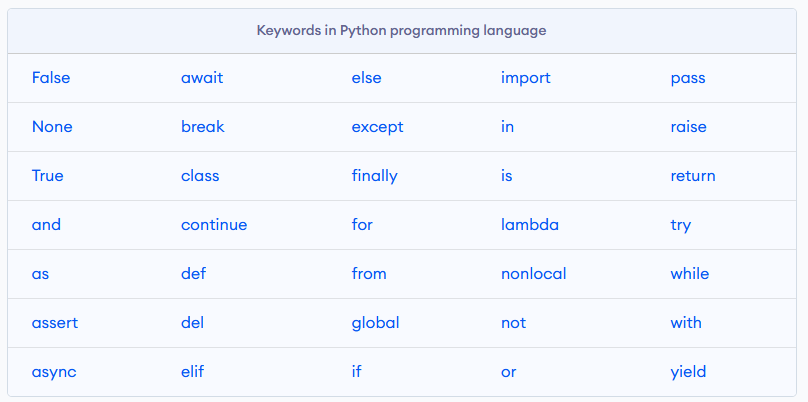 Keywords in Python programming language
False await else import pass
None break except in raise
True class finally is return
and continue for lambda try
as def from nonlocal while
assert del global not with
async elif if or yield